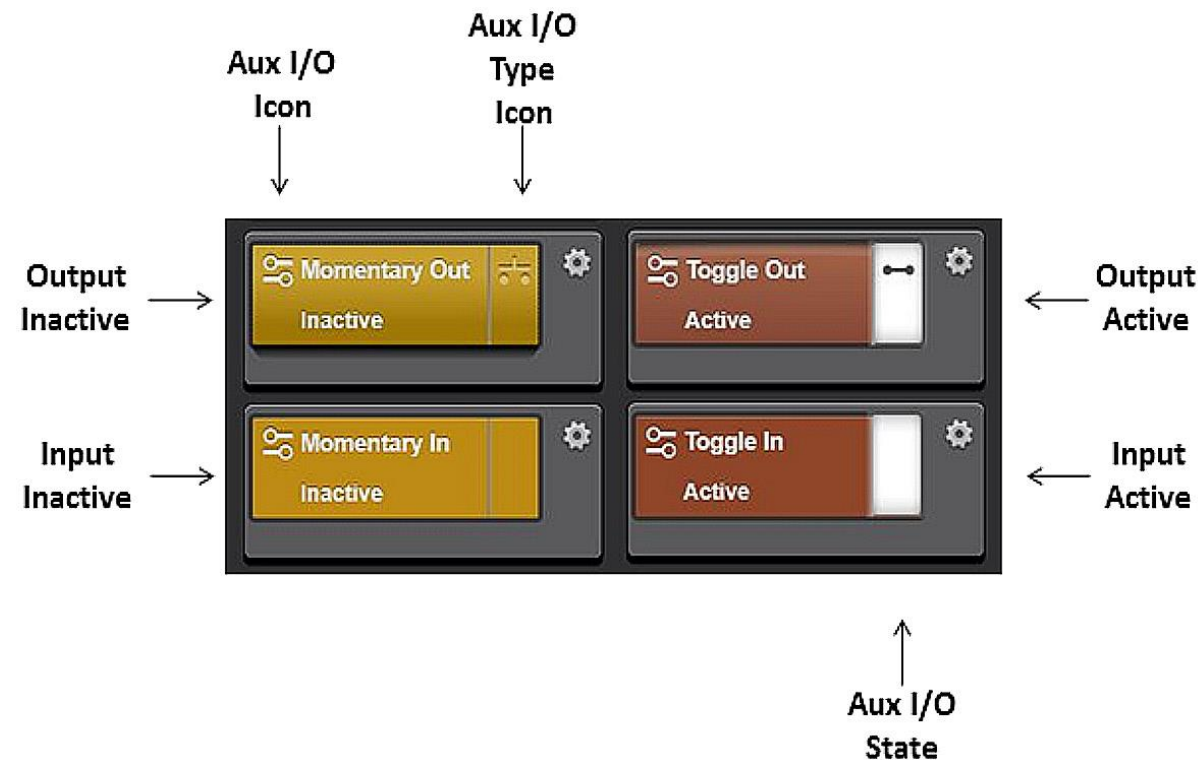 Aux I/O
Icon
Aux I/O
Type
Icon
Output
Inactive
Momentary Out
Inactive
Toggle Out
Active
Output
Active
Input
Inactive
Momentary In
Inactive
Toggle In
Active
Input
Active
Aux I/O
State